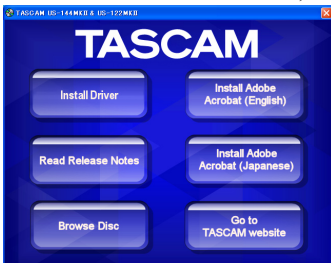 TASCAM US-144MKII & US-122MKII
TASCAM
Install Driver
Install Adobe
Acrobat (English)
Read Release Notes
Install Adobe
Acrobat (Japanese)
Browse Disc
Go to
TASCAM website